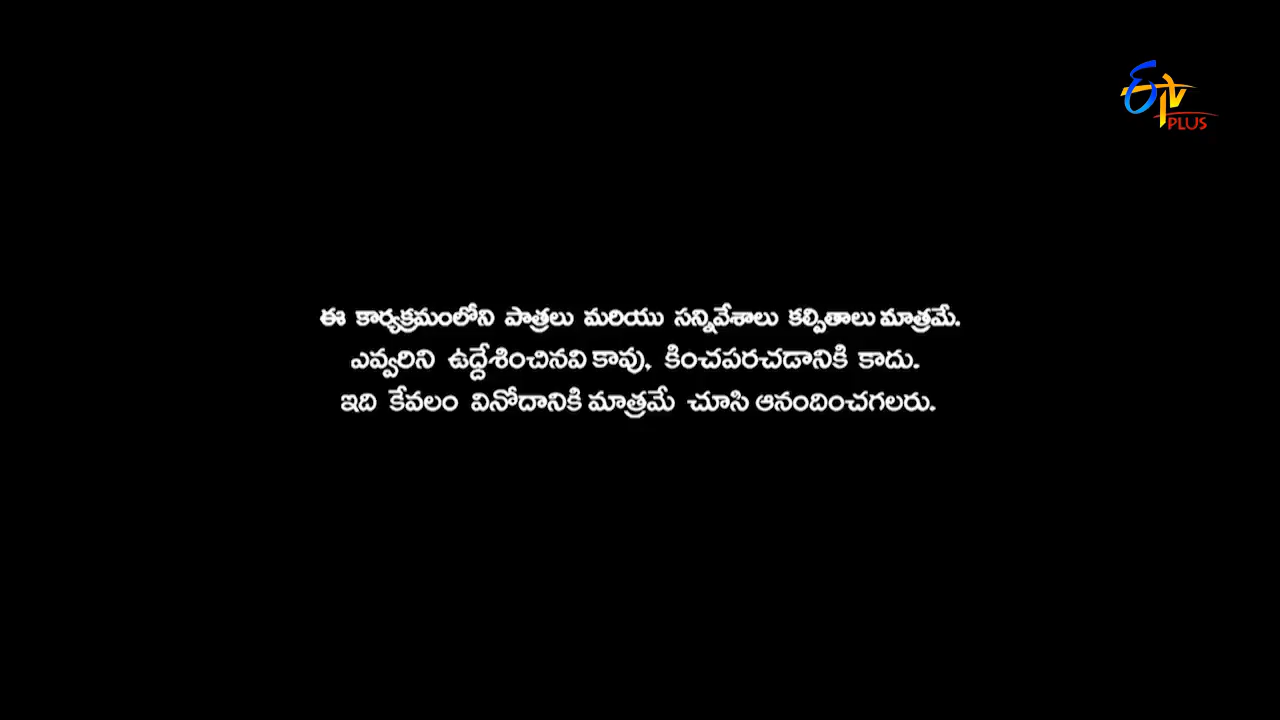 ETV PLUS
ఈ కార్యక్రమంలోని పాత్రలు మరియు సన్నివేశాలు కల్పితాలు మాత్రమే.
ఎవ్వరిని ఉద్దేశించినవి కావు, కించపరచడానికి కాదు.
ఇది కేవలం వినోదానికి మాత్రమే చూసి ఆనందించగలరు.